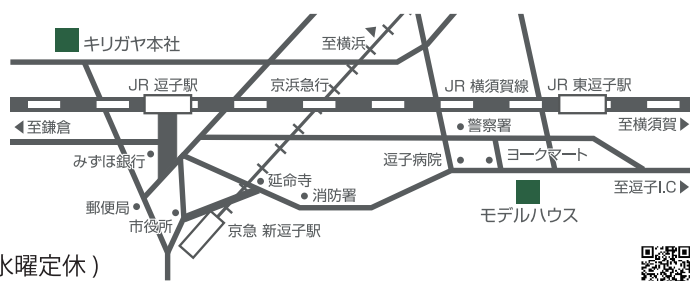 キリガヤ本社
至横浜
JR 逗子駅
京浜急行
JR 横須賀線
JR 東逗子駅
至鎌倉
警察署
至横須賀
みずほ銀行
逗子病院
ヨークマート
延命寺
至逗子I.C
郵便局
消防署
市役所
モデルハウス
京急 新逗子駅
水曜定休 )